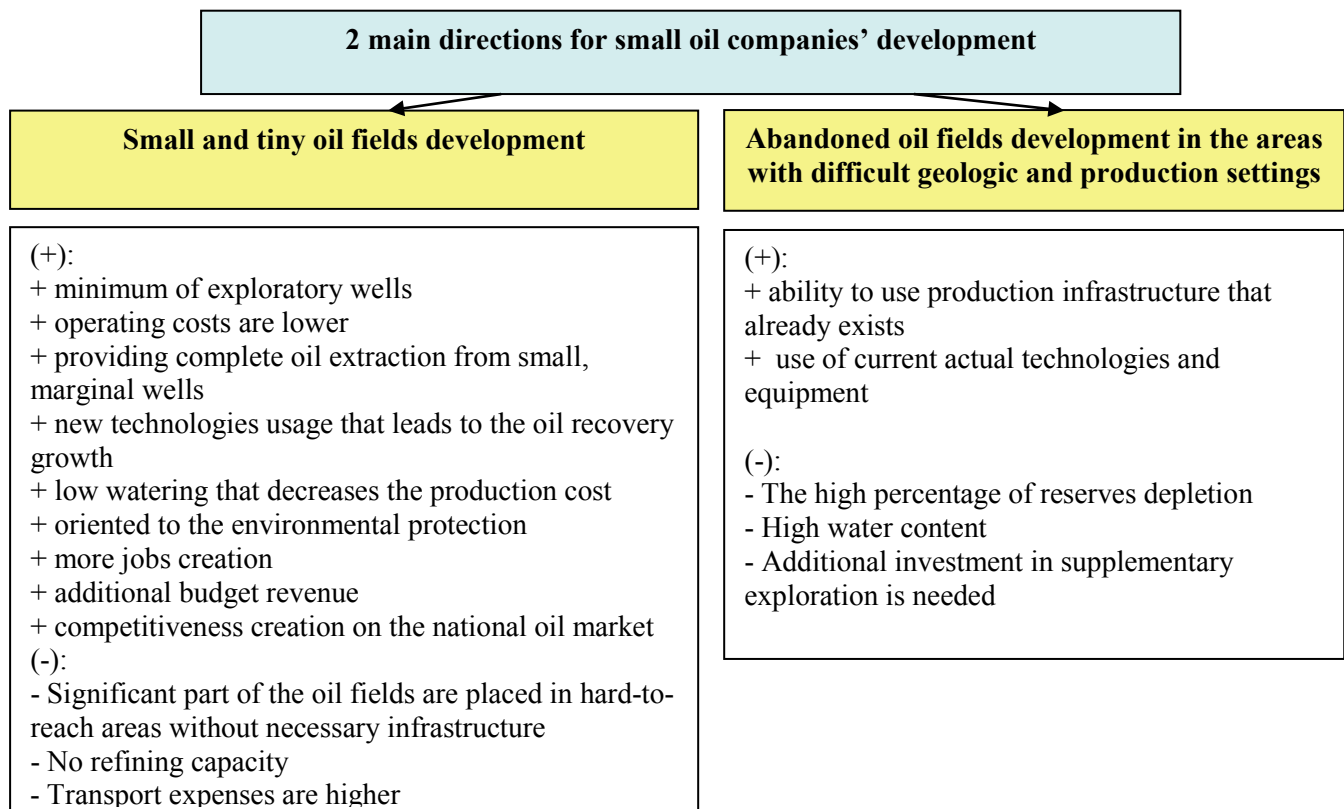 2 main directions for small oil companies’ development
Small and tiny oil fields development
(+):
+ minimum of exploratory wells
+ operating costs are lower
+ providing complete oil extraction from small,
marginal wells
+ new technologies usage that leads to the oil recovery
growth
+ low watering that decreases the production cost
+ oriented to the environmental protection
+ more jobs creation
+ additional budget revenue
+ competitiveness creation on the national oil market
(-):
- Significant part of the oil fields are placed in hard-to-
reach areas without necessary infrastructure
- No refining capacity
- Transport expenses are higher
Abandoned oil fields development in the areas
with difficult geologic and production settings
(+):
+ ability to use production infrastructure that
already exists
+  use of current actual technologies and
equipment
(-):
- The high percentage of reserves depletion
- High water content
- Additional investment in supplementary
exploration is needed